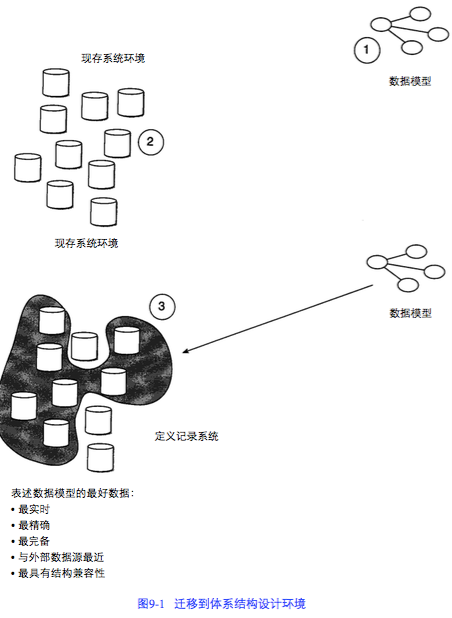 现存系统环境
1
数据模型
2
现存系统环境
3
数据模型
定义记录系统
表述数据模型的最好数据:
• 最实时
• 最精确
• 最完备
• 与外部数据源最近
• 最具有结构兼容性
图9-1 迁移到体系结构设计环境